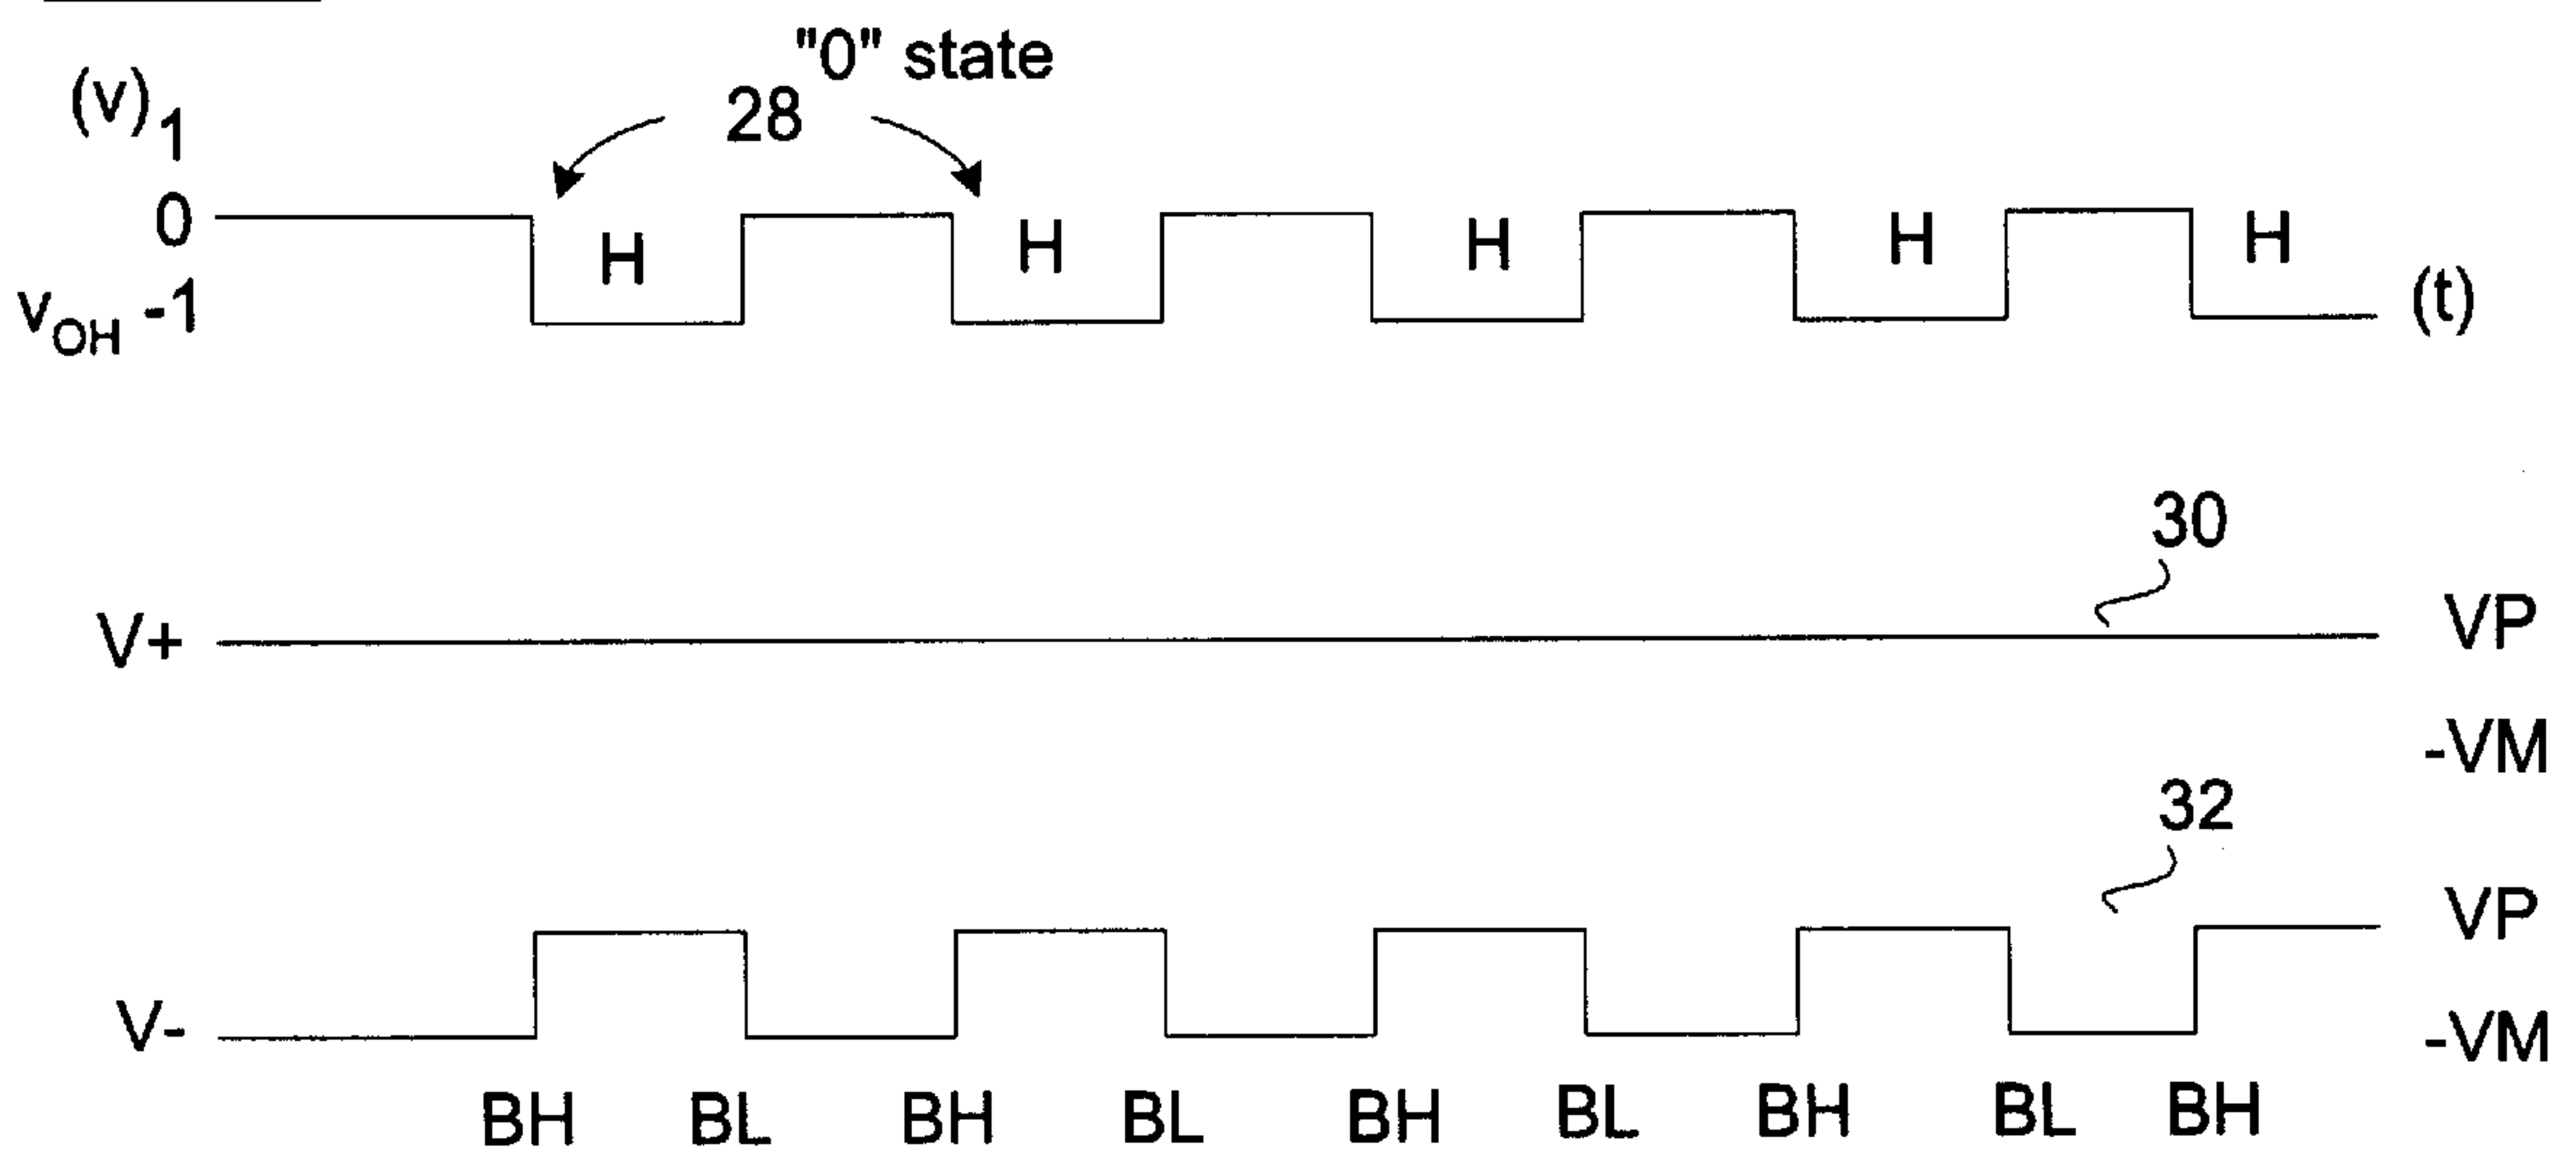 "0" state
(v) 1
28
0
H H H H H
vOH -1
(t)
30
V+
VP
-VM
32
VP
V-
-VM
BH BL BH BL BH BL BH BL BH